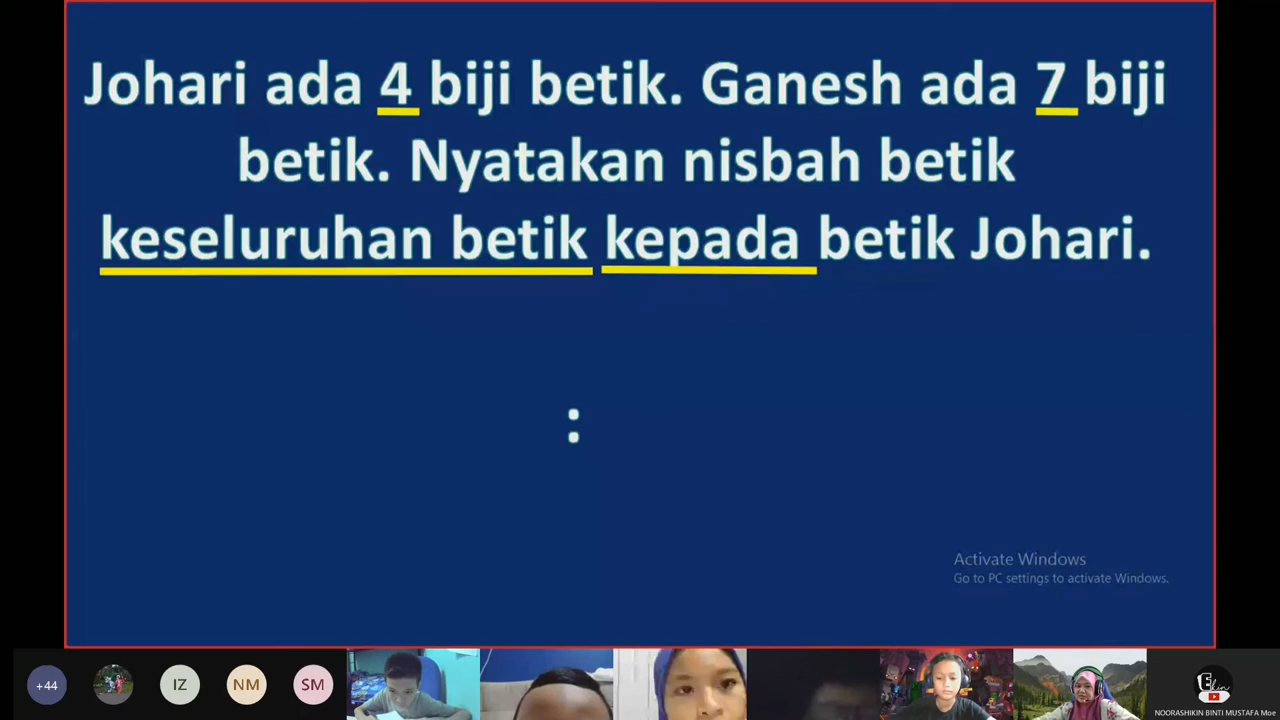 Johari ada 4 biji betik. Ganesh ada 7 biji
betik. Nyatakan nisbah betik
keseluruhan betik kepada betik Johari.
:
Activate Windows
Go to PC settings to activate Windows.
+44
IZ
NM
SM
Ekin
NOORASHIKIN BINTI MUSTAFA Moe